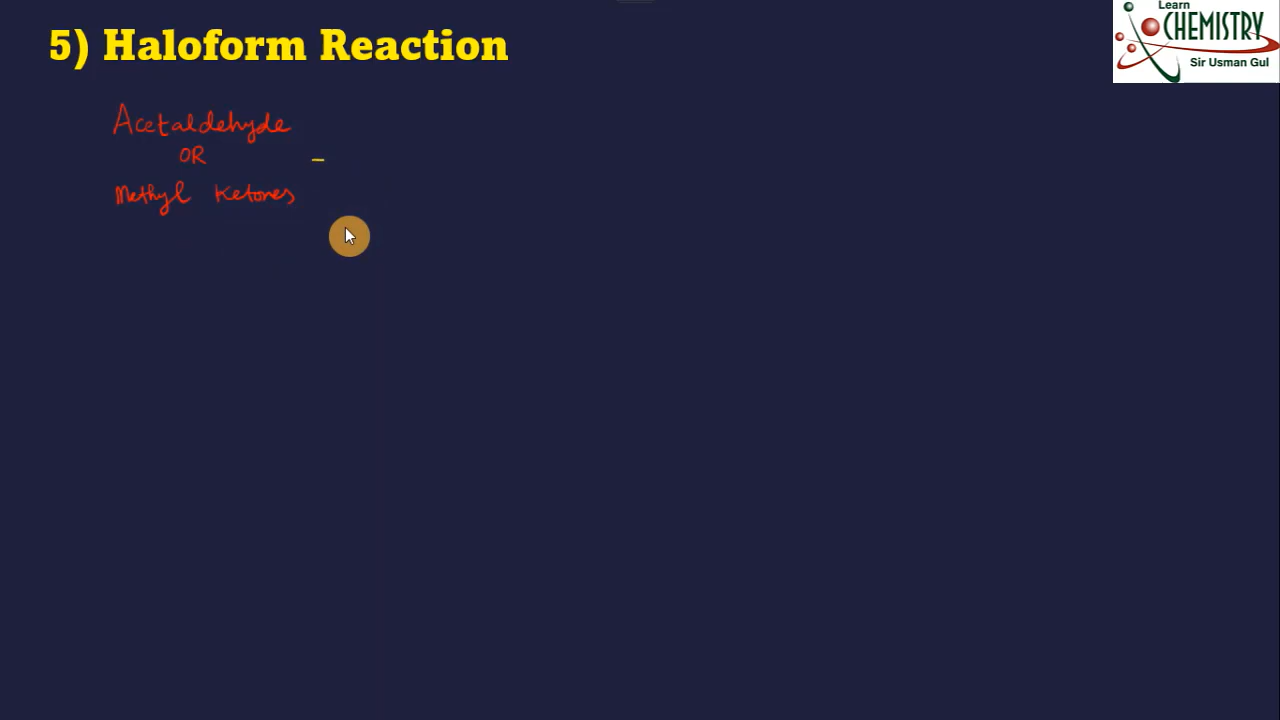 5) Haloform Reaction
Learn
CHEMISTRY
Sir Usman Gul
Acetaldehyde
OR
Methyl Ketones